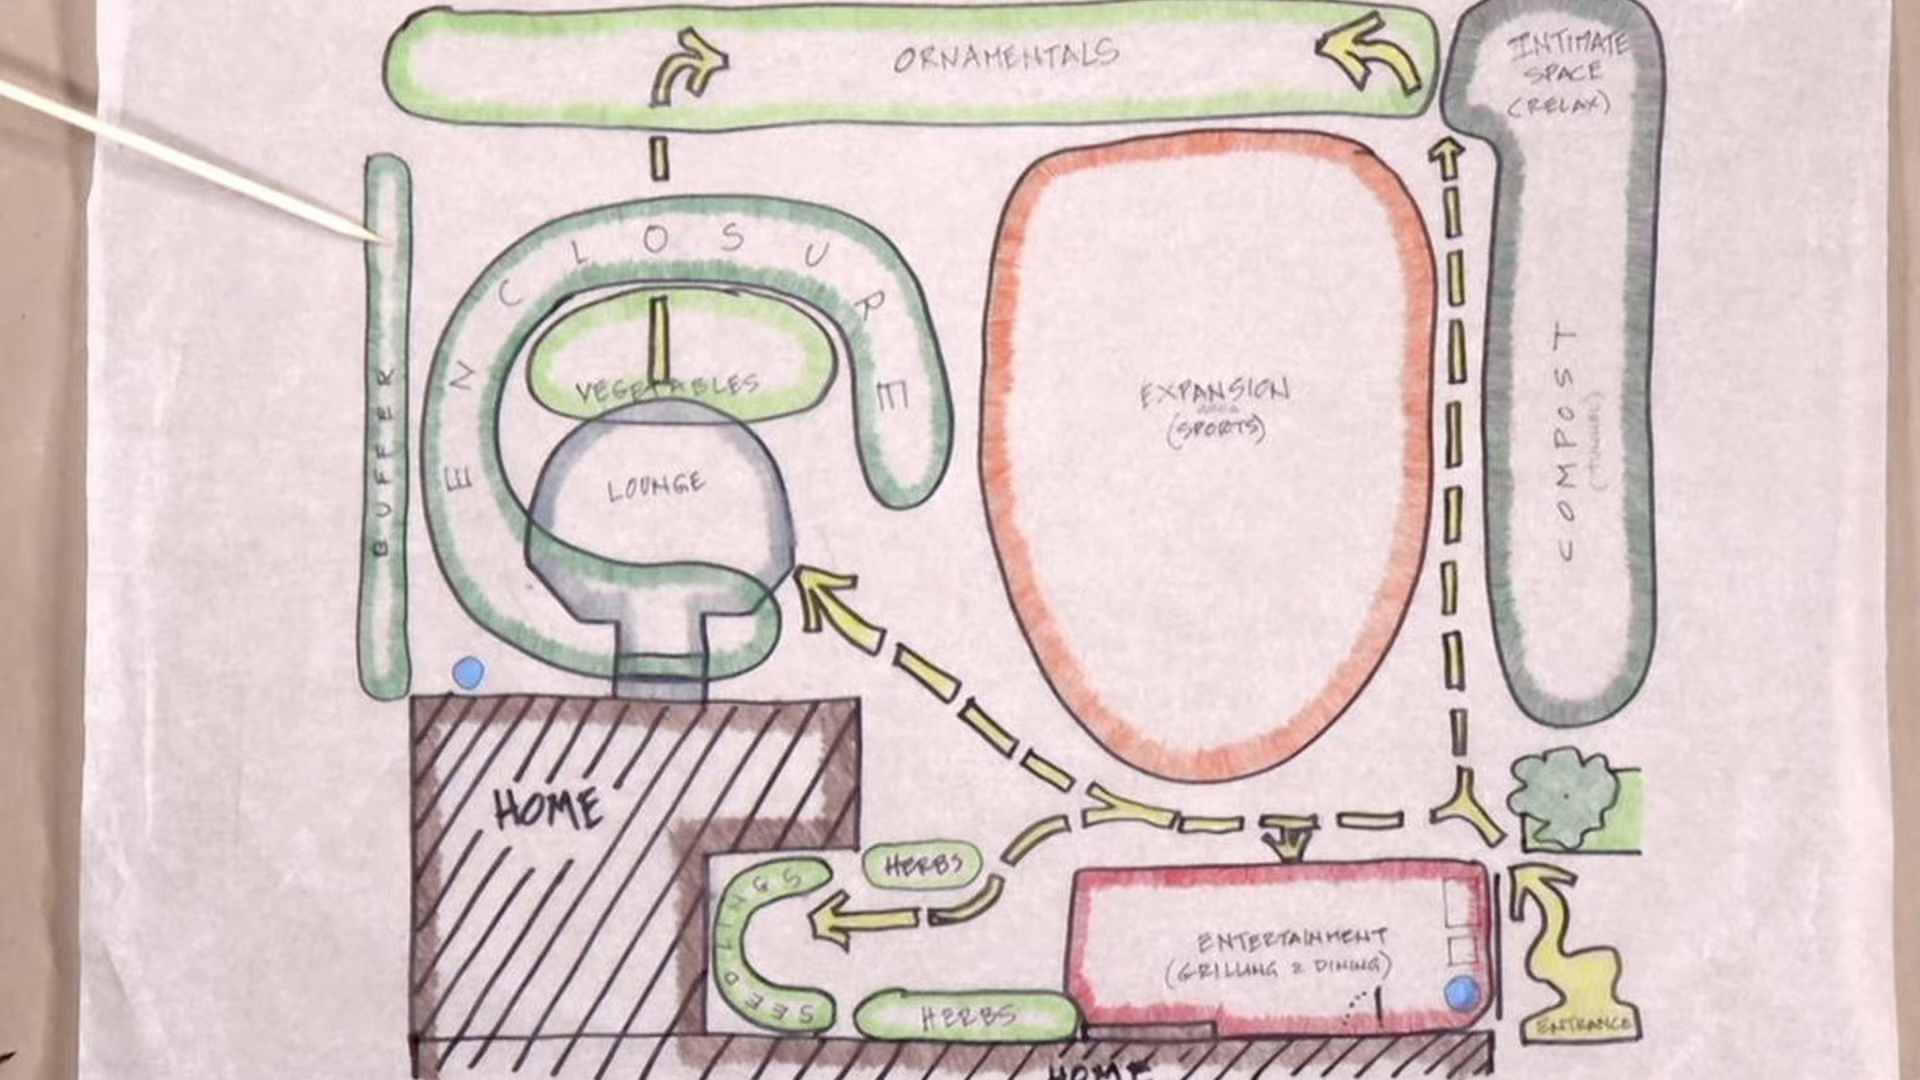 ORNAMENTALS
INTIMATE
SPACE
(RELAX)
ENCLOSURE
BUFFER
VEGETABLES
LOUNGE
EXPANSION
(SPORTS)
COMPOST
HOME
HERBS
SEEDLINGS
ENTERTAINMENT
(GRILLING & DINING)
HERBS
ENTRANCE
HOME